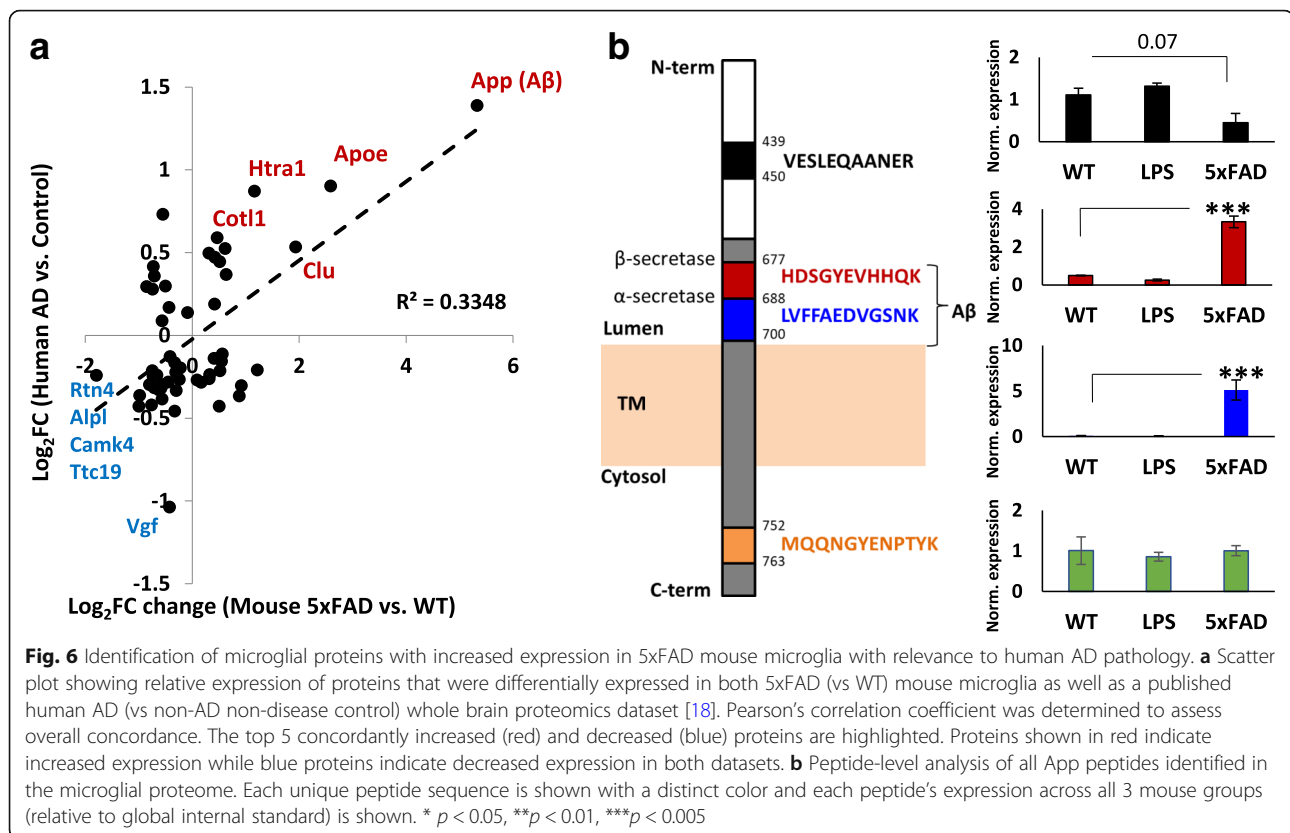 a
Log₂FC (Human AD vs. Control)
1.5
1
0.5
0
-0.5
-1
-1.5
-2
0
2
4
6
App (Aβ)
Apoe
Htra1
Cotl1
Clu
R² = 0.3348
Rtn4
Alpl
Camk4
Ttc19
Vgf
Log₂FC change (Mouse 5xFAD vs. WT)
b
N-term
439
VESLEQAANER
450
β-secretase
677
HDSGYEVHHQK
α-secretase
688
Aβ
LVFFAEDVGSNK
Lumen
700
TM
Cytosol
752
MQQNGYENPTYK
763
C-term
0.07
Norm. expression
2
1
0
WT LPS 5xFAD
***
Norm. expression
4
2
0
WT LPS 5xFAD
***
Norm. expression
10
5
0
WT LPS 5xFAD
Norm. expression
2
1
0
WT LPS 5xFAD
Fig. 6 Identification of microglial proteins with increased expression in 5xFAD mouse microglia with relevance to human AD pathology. a Scatter
plot showing relative expression of proteins that were differentially expressed in both 5xFAD (vs WT) mouse microglia as well as a published
human AD (vs non-AD non-disease control) whole brain proteomics dataset [18]. Pearson's correlation coefficient was determined to assess
overall concordance. The top 5 concordantly increased (red) and decreased (blue) proteins are highlighted. Proteins shown in red indicate
increased expression while blue proteins indicate decreased expression in both datasets. b Peptide-level analysis of all App peptides identified in
the microglial proteome. Each unique peptide sequence is shown with a distinct color and each peptide's expression across all 3 mouse groups
(relative to global internal standard) is shown. * p < 0.05, **p < 0.01, ***p < 0.005